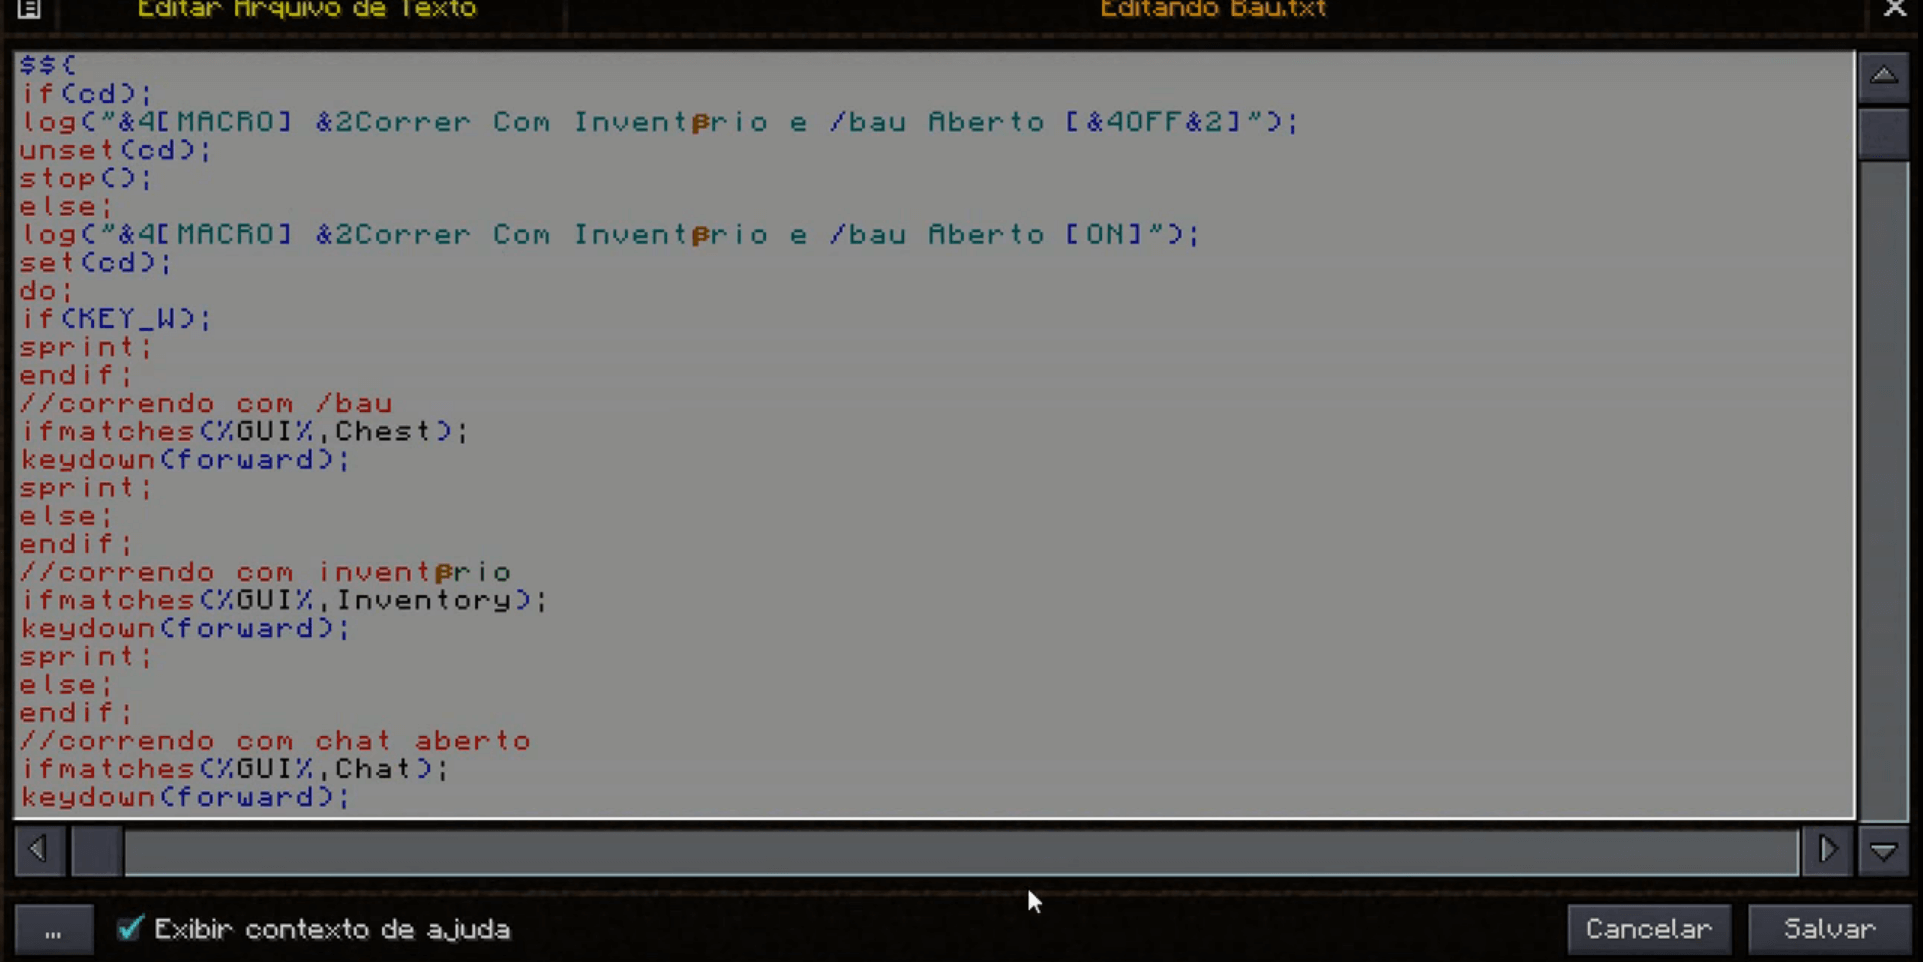 Editar Arquivo de Texto
Editando Bau.txt
$${
if(cd);
log("&4[MACRO] &2Correr Com Inventário e /bau Aberto [&4OFF&2]");
unset(cd);
stop();
else;
log("&4[MACRO] &2Correr Com Inventário e /bau Aberto [ON]");
set(cd);
do;
if(KEY_W);
sprint;
endif;
//correndo com /bau
ifmatches(%GUI%,Chest);
keydown(forward);
sprint;
else;
endif;
//correndo com inventário
ifmatches(%GUI%,Inventory);
keydown(forward);
sprint;
else;
endif;
//correndo com chat aberto
ifmatches(%GUI%,Chat);
keydown(forward);
...
Exibir contexto de ajuda
Cancelar
Salvar